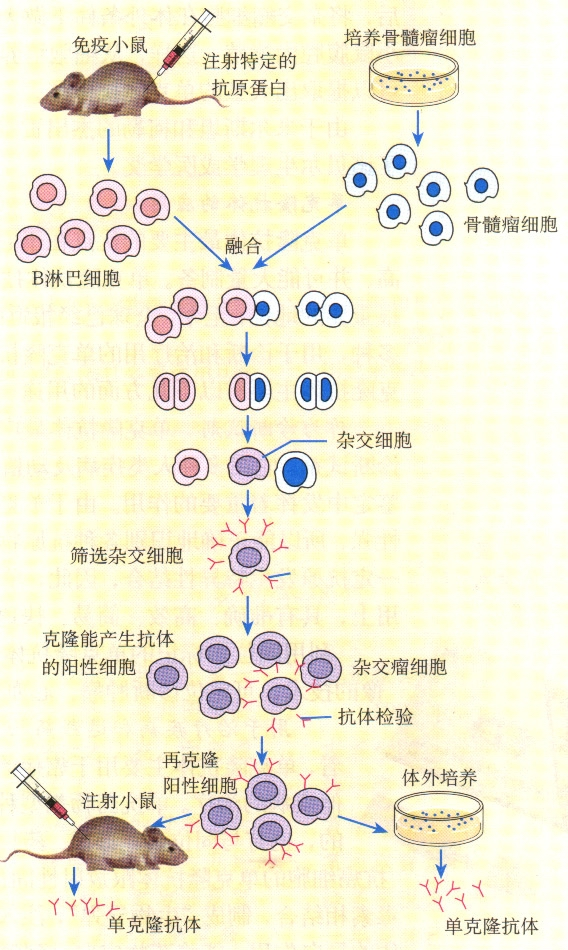 免疫小鼠
注射特定的
抗原蛋白
培养骨髓瘤细胞
骨髓瘤细胞
融合
B淋巴细胞
杂交细胞
筛选杂交细胞
克隆能产生抗体
的阳性细胞
杂交瘤细胞
抗体检验
再克隆
阳性细胞
注射小鼠
体外培养
单克隆抗体
单克隆抗体